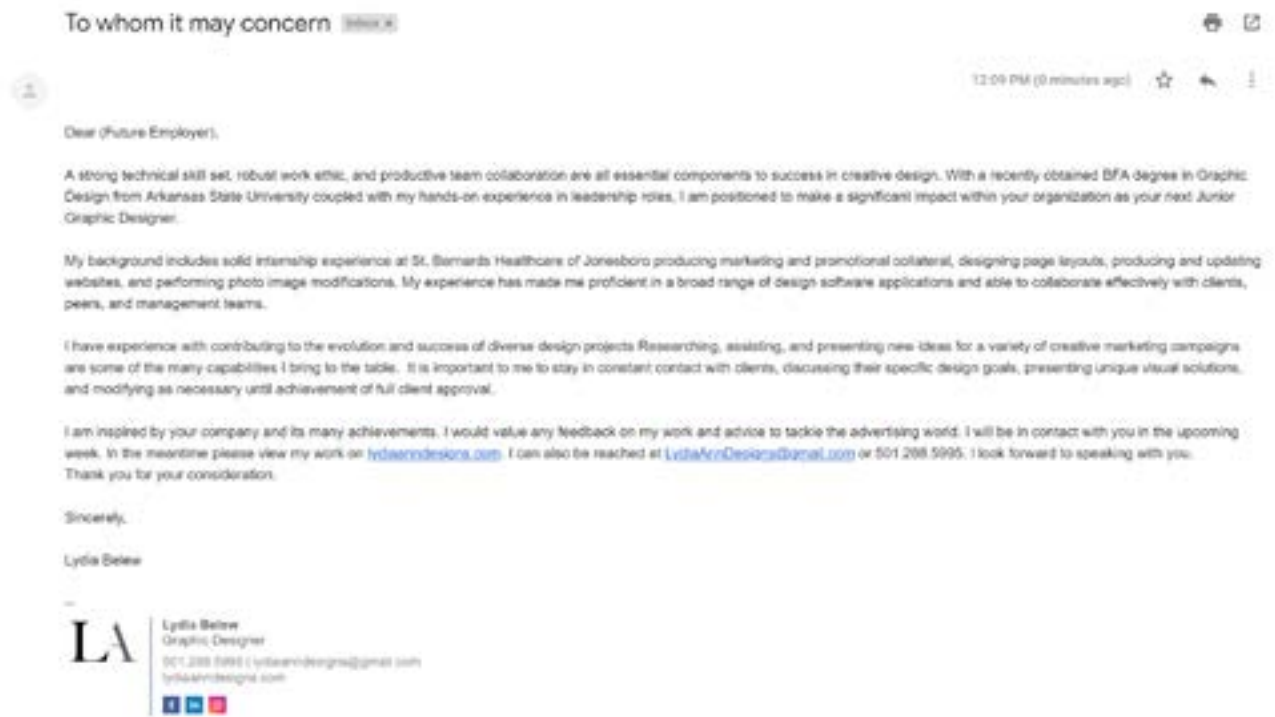 To whom it may concern Inbox x
12:09 PM (0 minutes ago)
Dear (Future Employer),
A strong technical skill set, robust work ethic, and productive team collaboration are all essential components to success in creative design. With a recently obtained BFA degree in Graphic
Design from Arkansas State University coupled with my hands-on experience in leadership roles, I am positioned to make a significant impact within your organization as your next Junior
Graphic Designer.
My background includes solid internship experience at St. Bernards Healthcare of Jonesboro producing marketing and promotional collateral, designing page layouts, producing and updating
websites, and performing photo image modifications. My experience has made me proficient in a broad range of design software applications and able to collaborate effectively with clients,
peers, and management teams.
I have experience with contributing to the evolution and success of diverse design projects Researching, assisting, and presenting new ideas for a variety of creative marketing campaigns
are some of the many capabilities I bring to the table. It is important to me to stay in constant contact with clients, discussing their specific design goals, presenting unique visual solutions,
and modifying as necessary until achievement of full client approval.
I am inspired by your company and its many achievements. I would value any feedback on my work and advice to tackle the advertising world. I will be in contact with you in the upcoming
week. In the meantime please view my work on lydiaanndesigns.com. I can also be reached at LydiaAnnDesigns@gmail.com or 501.288.5995. I look forward to speaking with you.
Thank you for your consideration.
Sincerely,
Lydia Belew
--
LA
Lydia Belew
Graphic Designer
501.288.5995 | lydiaanndesigns@gmail.com
lydiaanndesigns.com